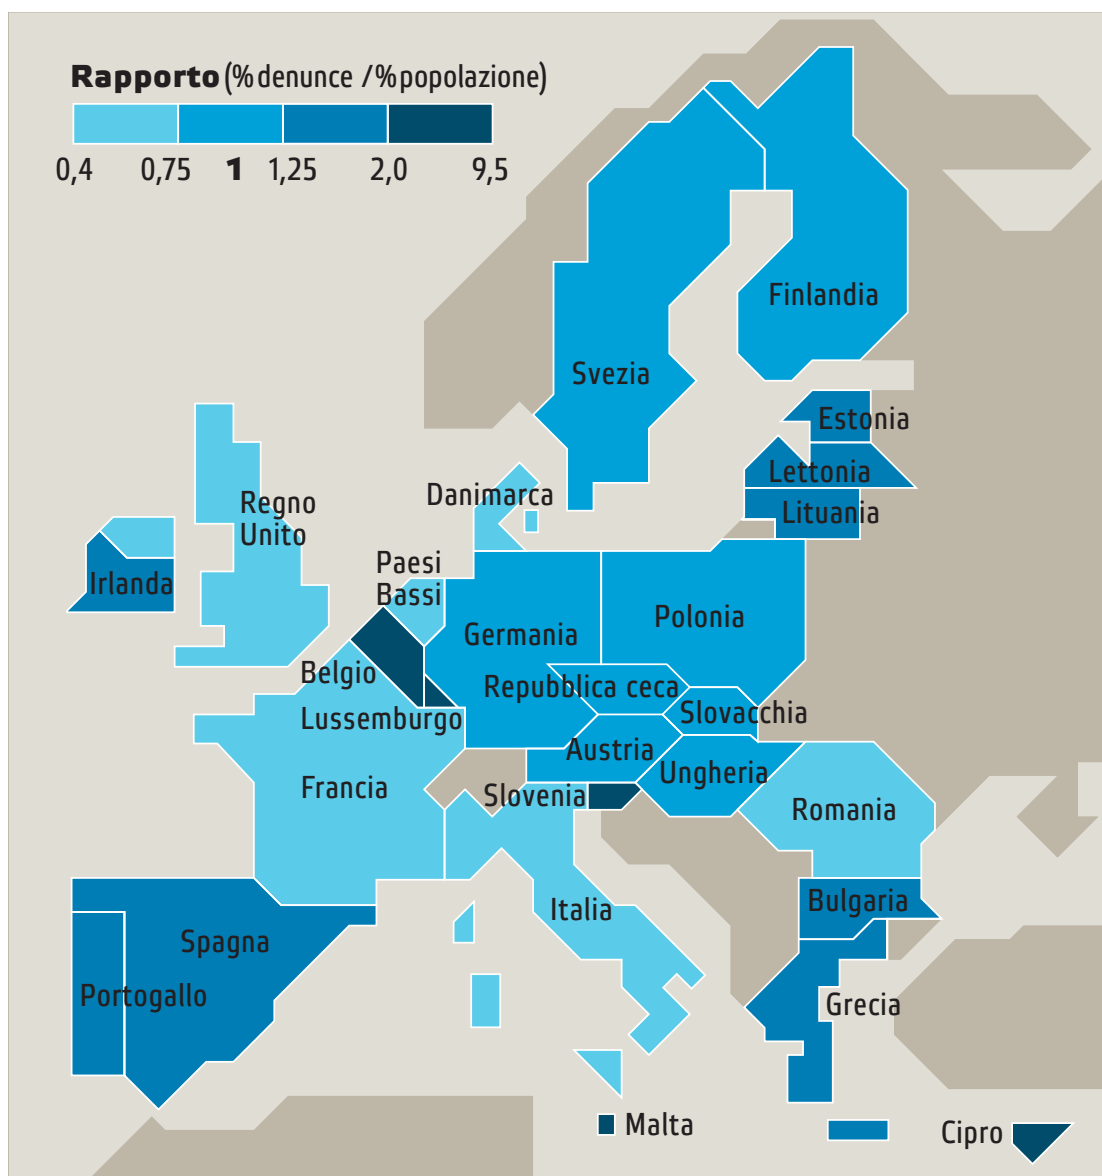 Rapporto (% denunce / % popolazione)
0,4 0,75 1 1,25 2,0 9,5
Finlandia
Svezia
Estonia
Lettonia
Lituania
Danimarca
Regno
Unito
Irlanda
Paesi
Bassi
Germania
Polonia
Belgio
Repubblica ceca
Lussemburgo
Slovacchia
Austria
Ungheria
Francia
Slovenia
Romania
Bulgaria
Italia
Spagna
Portogallo
Grecia
Malta
Cipro